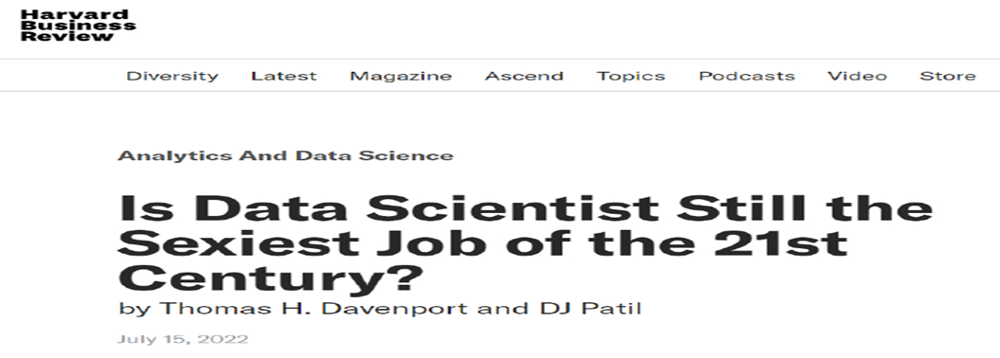 Harvard
Business
Review
Diversity Latest Magazine Ascend Topics Podcasts Video Store
Analytics And Data Science
Is Data Scientist Still the
Sexiest Job of the 21st
Century?
by Thomas H. Davenport and DJ Patil
July 15, 2022